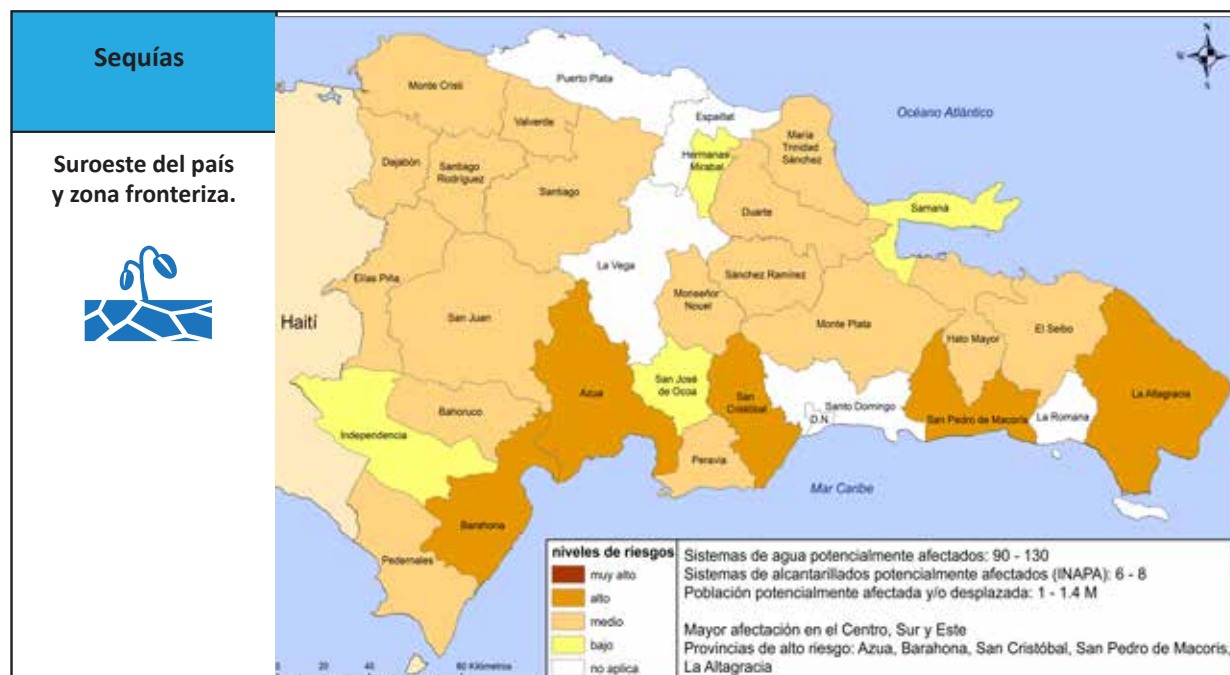 Sequías
Suroeste del país
y zona fronteriza.
N
Puerto Plata
Monte Cristi
Espaillat
Océano Atlántico
Valverde
María
Trinidad
Sánchez
Hermanas
Mirabal
Dajabón
Santiago
Rodríguez
Santiago
Samaná
Duarte
La Vega
Elías Piña
Sánchez Ramírez
Monseñor
Nouel
Haití
San Juan
Monte Plata
El Seibo
Hato Mayor
Azua
San José
de Ocoa
San
Cristóbal
La Altagracia
Bahoruco
Santo Domingo
D.N.
San Pedro de Macorís
La Romana
Independencia
Peravia
Mar Caribe
Barahona
Pedernales
niveles de riesgos
muy alto
alto
medio
bajo
no aplica
Sistemas de agua potencialmente afectados: 90 - 130
Sistemas de alcantarillados potencialmente afectados (INAPA): 6 - 8
Población potencialmente afectada y/o desplazada: 1 - 1.4 M
Mayor afectación en el Centro, Sur y Este
Provincias de alto riesgo: Azua, Barahona, San Cristóbal, San Pedro de Macoris,
La Altagracia
0 20 40 60 Kilómetros